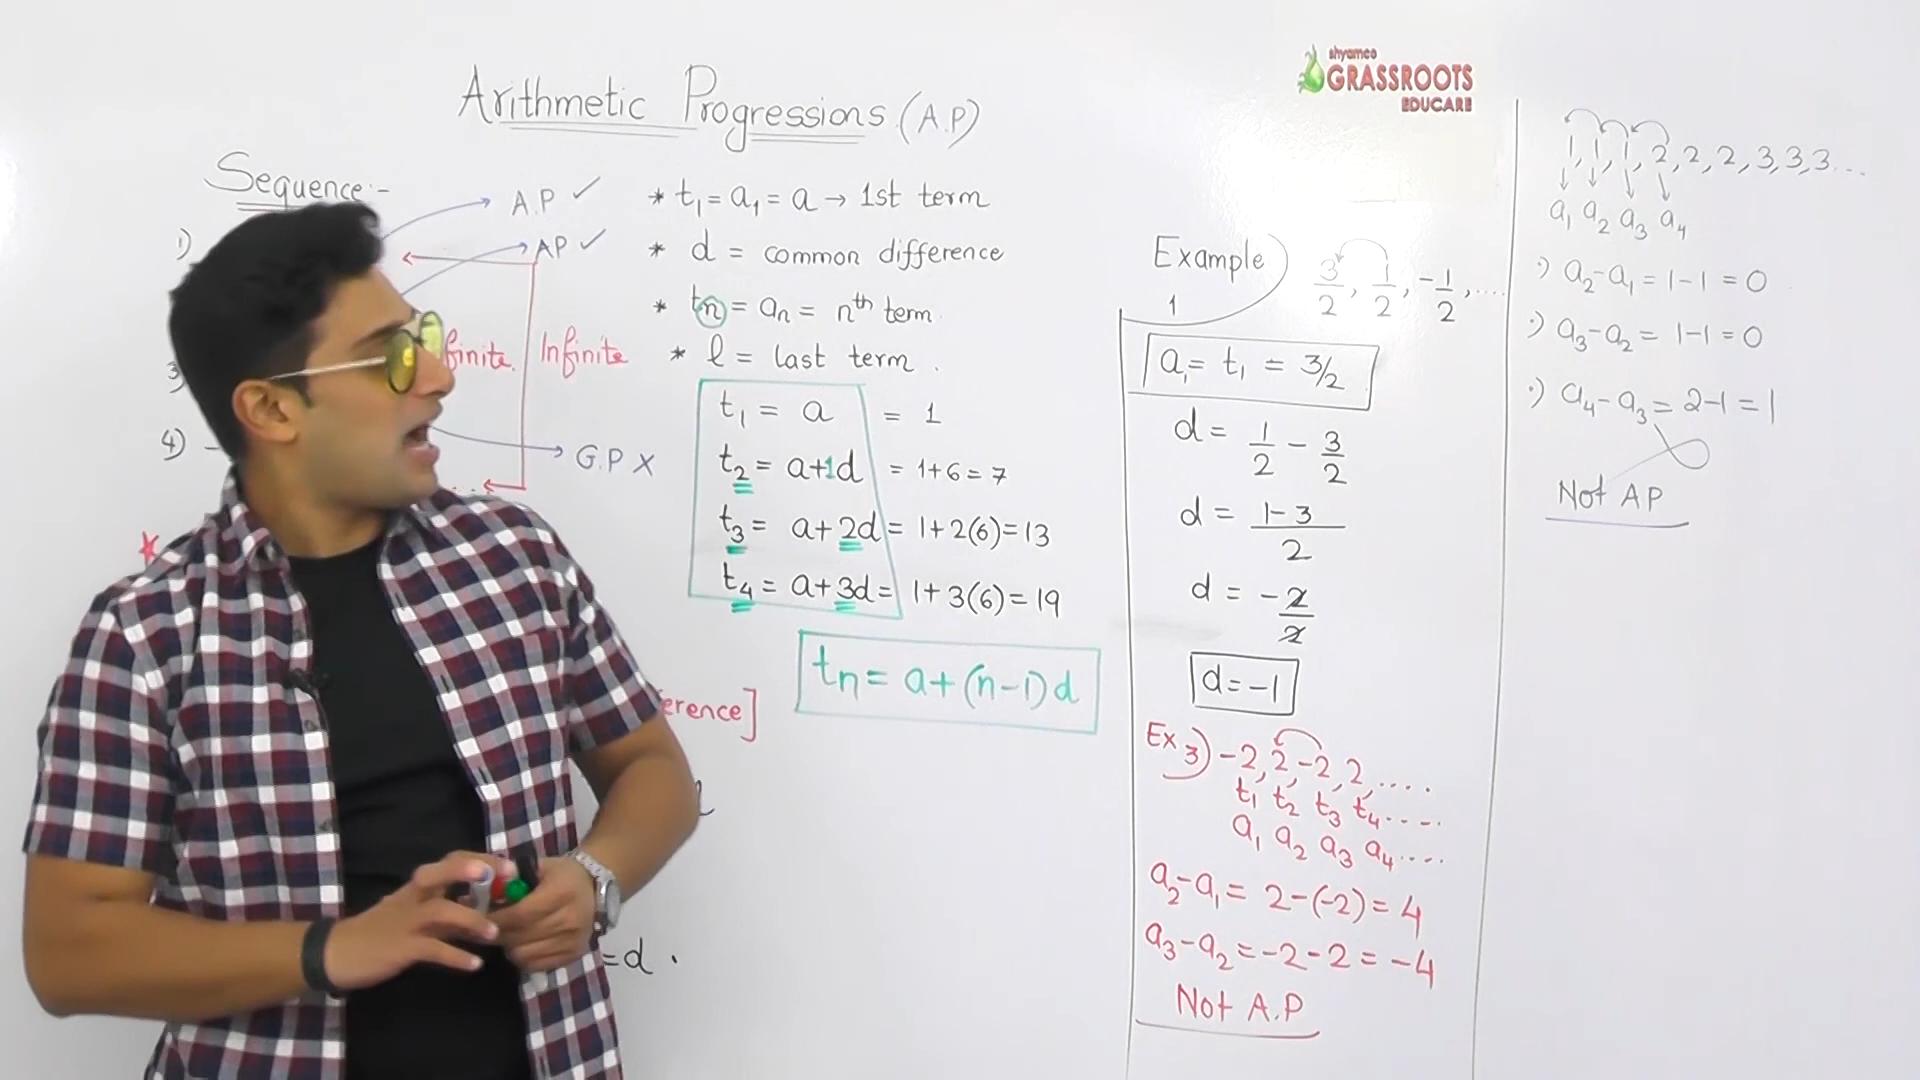 Arithmetic Progressions (A.P)
shyamco
GRASSROOTS
EDUCARE
Sequence:-
1)
3)
4) -
A.P ✓
AP ✓
finite.
Infinite
G.P X
* t₁ = a₁ = a → 1st term
* d = common difference
* tn = an = nth term.
* l = last term.
t₁ = a = 1
t₂ = a+1d = 1+6=7
t₃ = a+2d = 1+2(6)=13
t₄ = a+3d = 1+3(6)=19
tn = a+(n-1)d
erence]
=d .
Example 1) 3/2, 1/2, -1/2, ....
a₁ = t₁ = 3/2
d = 1/2 - 3/2
d = 1-3/2
d = -2/2
d=-1
Ex 3) -2, 2, -2, 2, ....
t₁ t₂ t₃ t₄ ....
a₁ a₂ a₃ a₄ ....
a₂-a₁ = 2-(-2) = 4
a₃-a₂ = -2-2 = -4
Not A.P
1, 1, 1, 2, 2, 2, 3, 3, 3...
a₁ a₂ a₃ a₄
·) a₂-a₁ = 1-1 = 0
·) a₃-a₂ = 1-1 = 0
·) a₄-a₃ = 2-1 = 1
Not AP